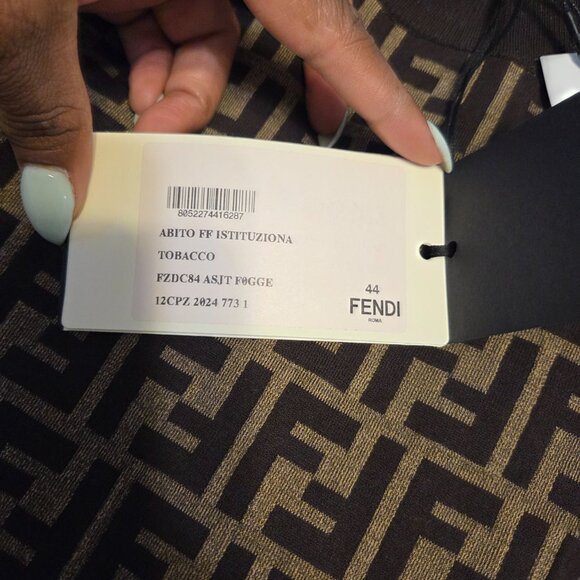 8052274416287
ABITO FF ISTITUZIONA
TOBACCO
FZDC84 ASJT F0GGE
12CPZ 2024 773 1
44
FENDI
ROMA